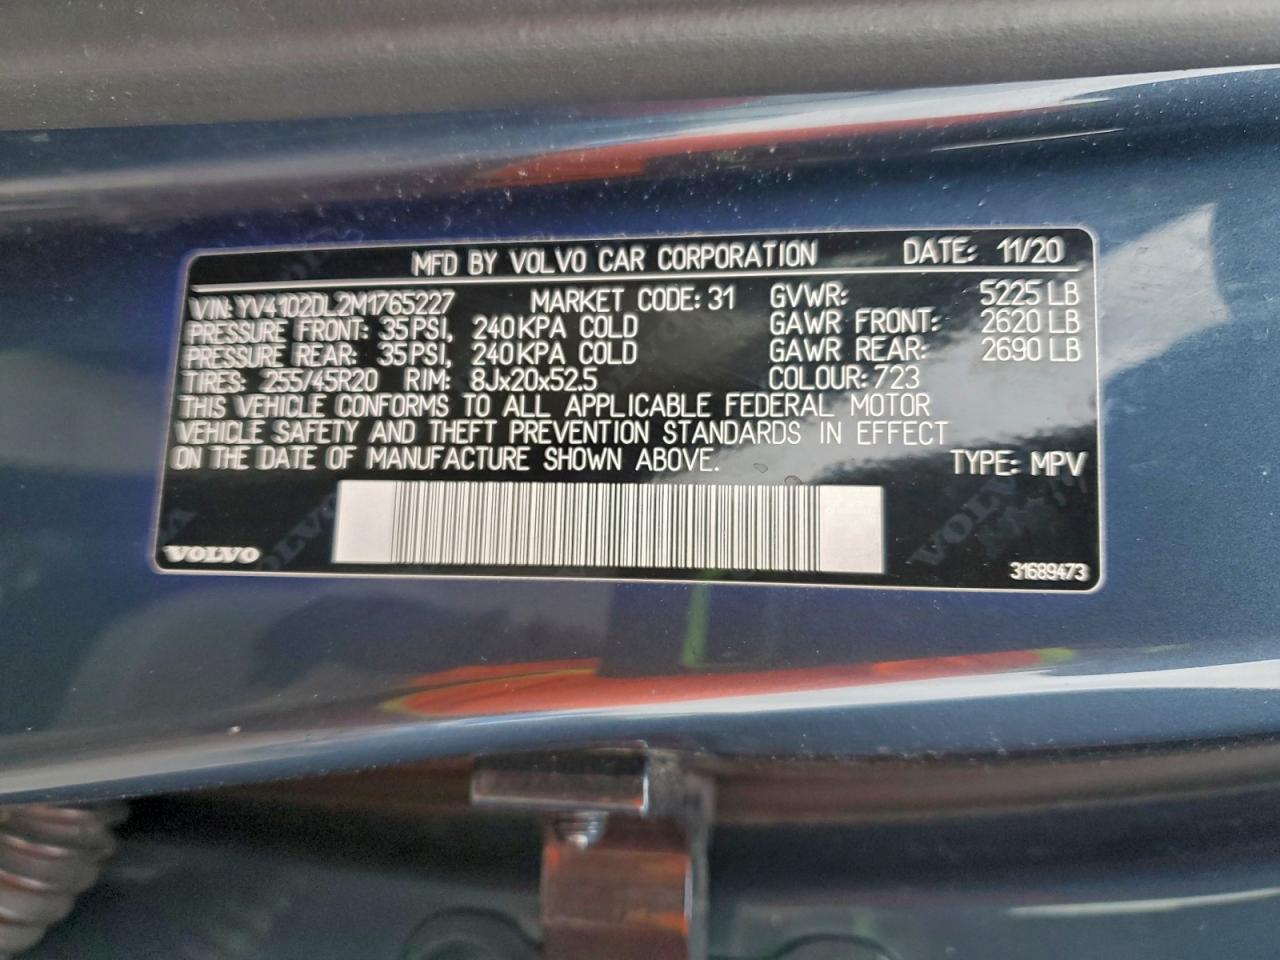 MFD BY VOLVO CAR CORPORATION DATE: 11/20
VIN: YV4102DL2M1765227 MARKET CODE: 31 GVWR: 5225 LB
PRESSURE FRONT: 35 PSI, 240 KPA COLD GAWR FRONT: 2620 LB
PRESSURE REAR: 35 PSI, 240 KPA COLD GAWR REAR: 2690 LB
TIRES: 255/45R20 RIM: 8Jx20x52.5 COLOUR: 723
THIS VEHICLE CONFORMS TO ALL APPLICABLE FEDERAL MOTOR
VEHICLE SAFETY AND THEFT PREVENTION STANDARDS IN EFFECT
ON THE DATE OF MANUFACTURE SHOWN ABOVE. TYPE: MPV
VOLVO
31689473